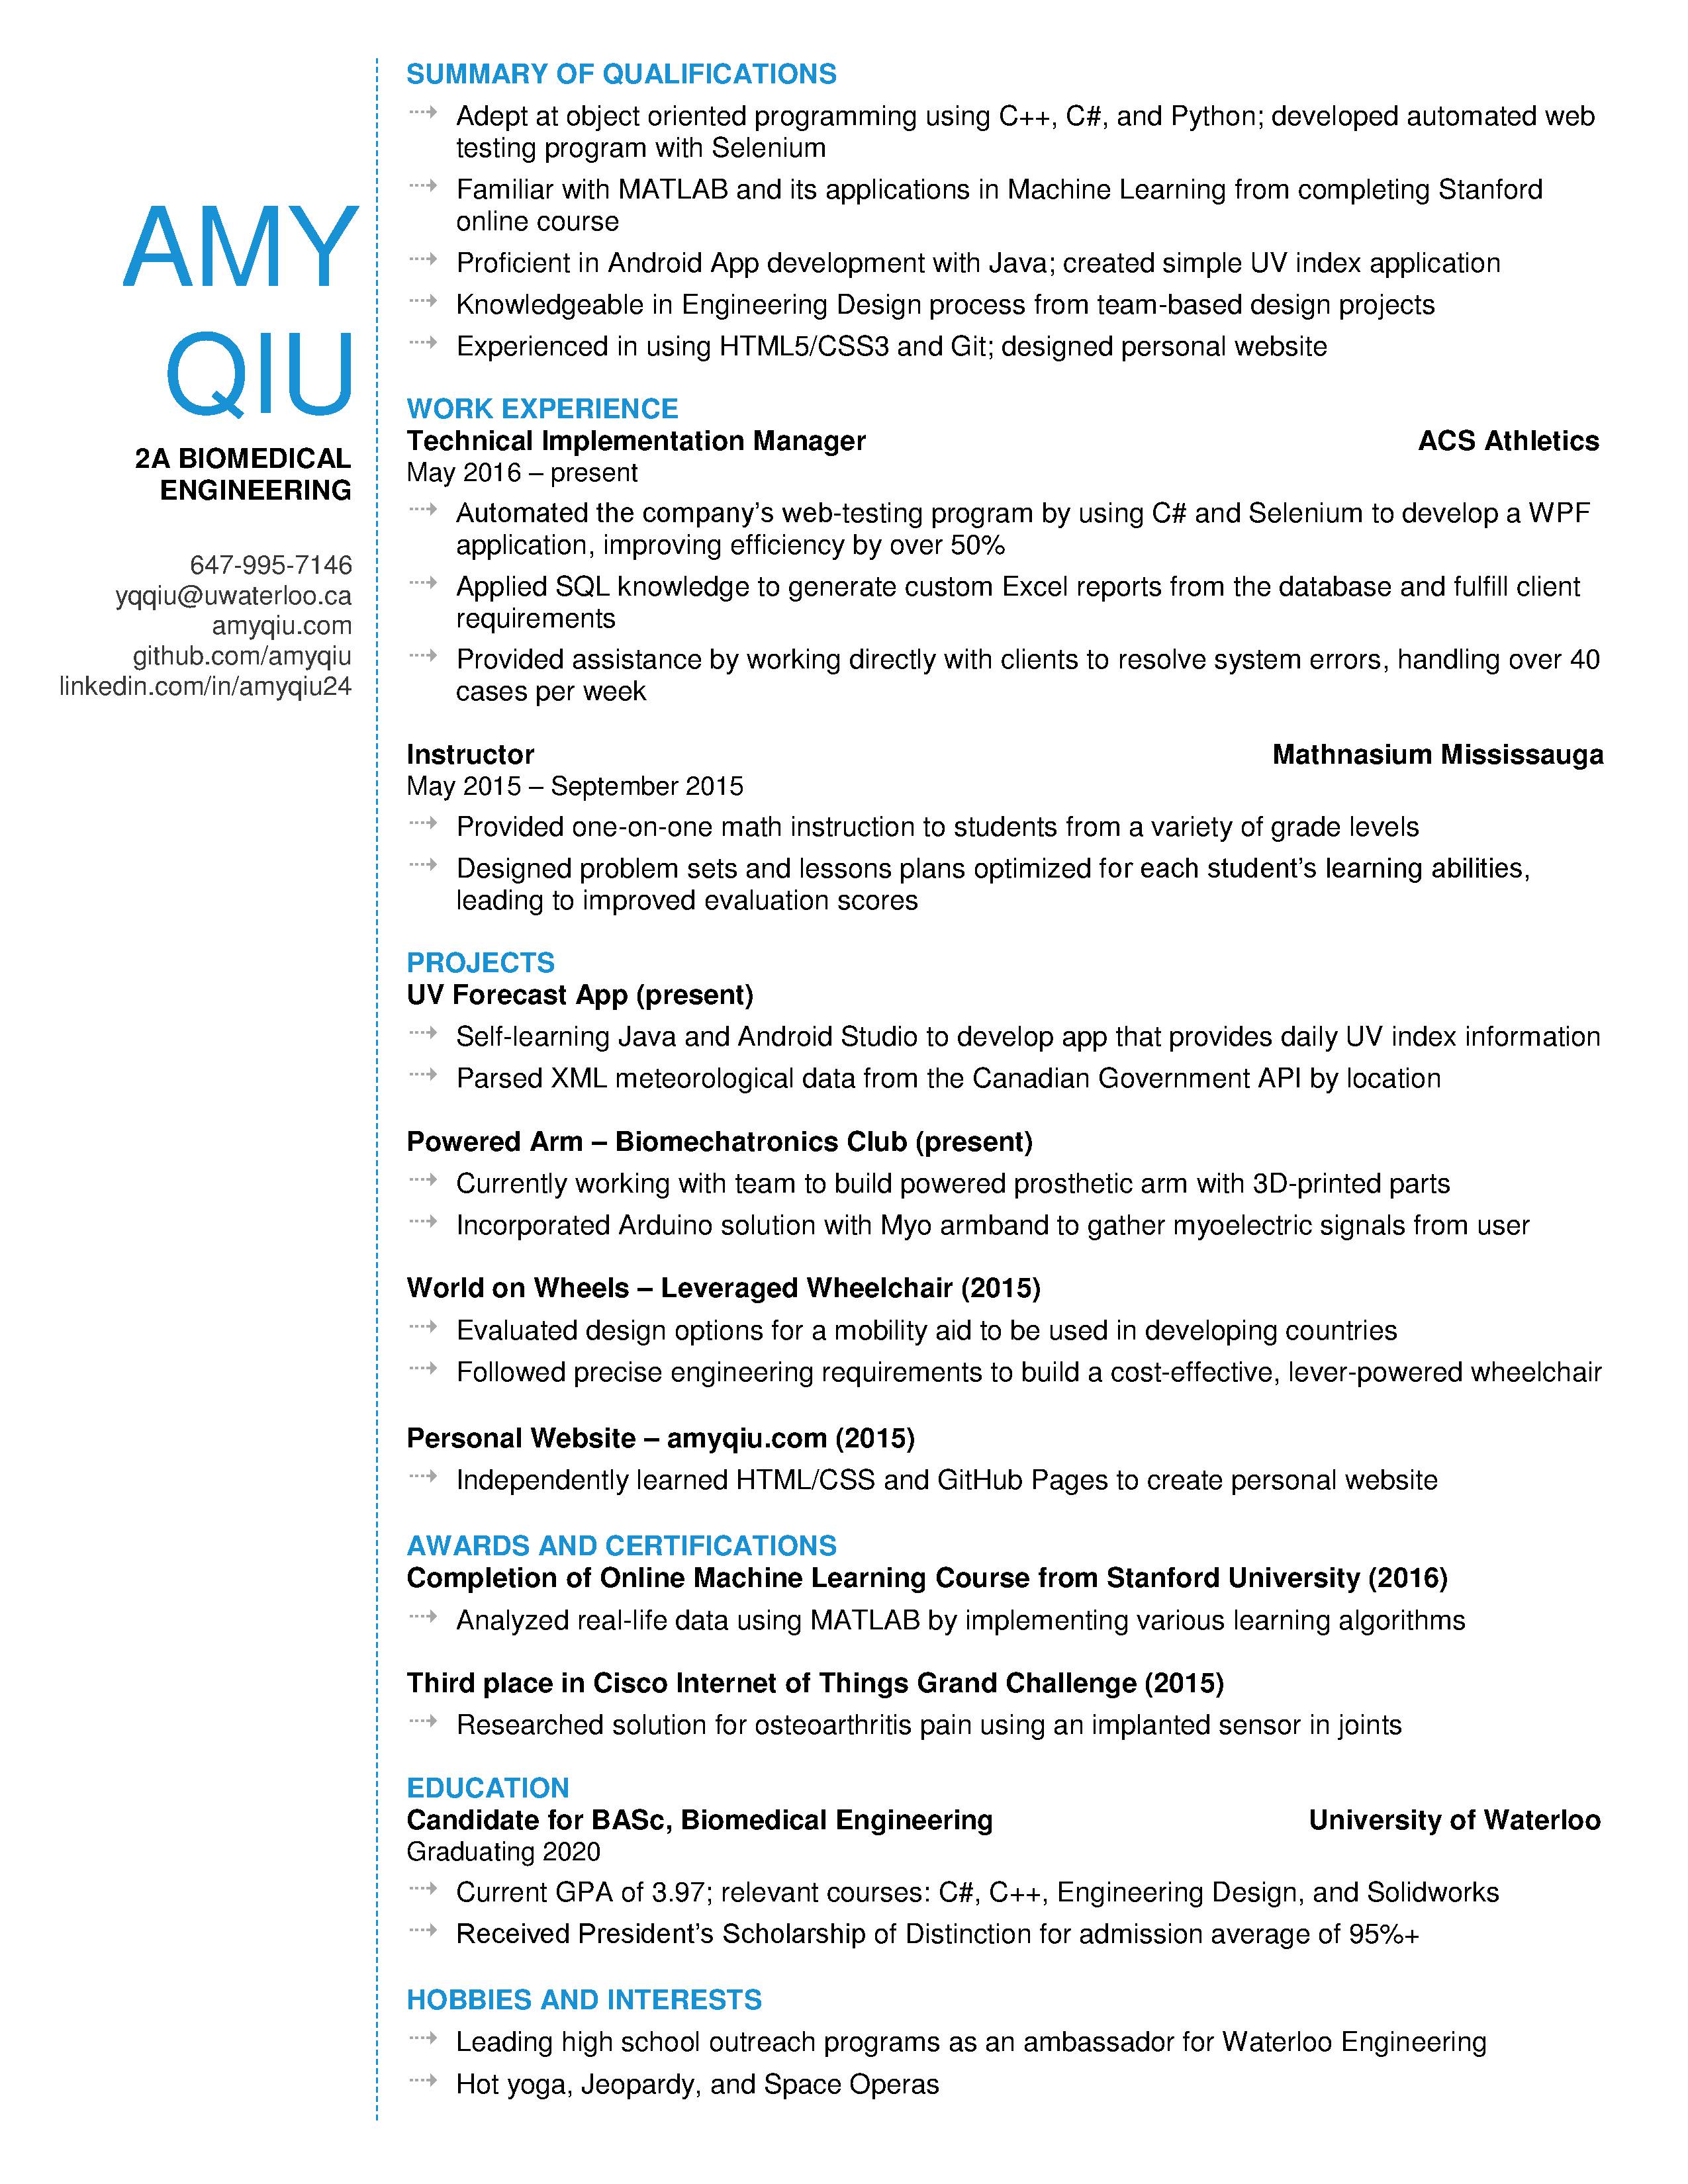 AMY
QIU
2A BIOMEDICAL
ENGINEERING
647-995-7146
yqqiu@uwaterloo.ca
amyqiu.com
github.com/amyqiu
linkedin.com/in/amyqiu24
SUMMARY OF QUALIFICATIONS
Adept at object oriented programming using C++, C#, and Python; developed automated web
testing program with Selenium
Familiar with MATLAB and its applications in Machine Learning from completing Stanford
online course
Proficient in Android App development with Java; created simple UV index application
Knowledgeable in Engineering Design process from team-based design projects
Experienced in using HTML5/CSS3 and Git; designed personal website
WORK EXPERIENCE
Technical Implementation Manager ACS Athletics
May 2016 – present
Automated the company’s web-testing program by using C# and Selenium to develop a WPF
application, improving efficiency by over 50%
Applied SQL knowledge to generate custom Excel reports from the database and fulfill client
requirements
Provided assistance by working directly with clients to resolve system errors, handling over 40
cases per week
Instructor Mathnasium Mississauga
May 2015 – September 2015
Provided one-on-one math instruction to students from a variety of grade levels
Designed problem sets and lessons plans optimized for each student’s learning abilities,
leading to improved evaluation scores
PROJECTS
UV Forecast App (present)
Self-learning Java and Android Studio to develop app that provides daily UV index information
Parsed XML meteorological data from the Canadian Government API by location
Powered Arm – Biomechatronics Club (present)
Currently working with team to build powered prosthetic arm with 3D-printed parts
Incorporated Arduino solution with Myo armband to gather myoelectric signals from user
World on Wheels – Leveraged Wheelchair (2015)
Evaluated design options for a mobility aid to be used in developing countries
Followed precise engineering requirements to build a cost-effective, lever-powered wheelchair
Personal Website – amyqiu.com (2015)
Independently learned HTML/CSS and GitHub Pages to create personal website
AWARDS AND CERTIFICATIONS
Completion of Online Machine Learning Course from Stanford University (2016)
Analyzed real-life data using MATLAB by implementing various learning algorithms
Third place in Cisco Internet of Things Grand Challenge (2015)
Researched solution for osteoarthritis pain using an implanted sensor in joints
EDUCATION
Candidate for BASc, Biomedical Engineering University of Waterloo
Graduating 2020
Current GPA of 3.97; relevant courses: C#, C++, Engineering Design, and Solidworks
Received President’s Scholarship of Distinction for admission average of 95%+
HOBBIES AND INTERESTS
Leading high school outreach programs as an ambassador for Waterloo Engineering
Hot yoga, Jeopardy, and Space Operas